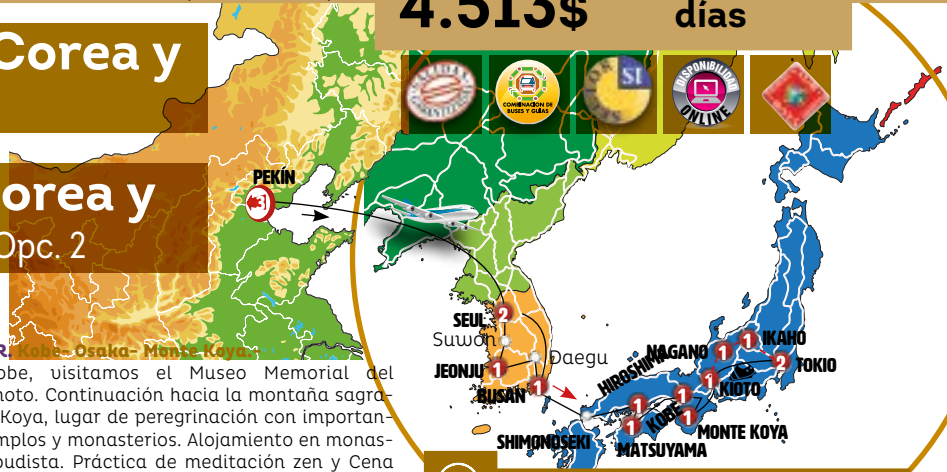 4.513$
días
Corea y
orea y
Opc. 2
SI
COMBINACIÓN DE
BUSES Y GUÍAS
DISPONIBILIDAD
ONLINE
PEKÍN
3
SEUL
2
Suwon
JEONJU
1
Daegu
BUSAN
1
SHIMONOSEKI
HIROSHIMA
1
MATSUYAMA
1
KOBE
1
MONTE KOYA
1
KIOTO
1
NAGANO
1
IKAHO
1
TOKIO
2
R. Kobe- Osaka- Monte Koya.-
obe, visitamos el Museo Memorial del
moto. Continuación hacia la montaña sagra-
Koya, lugar de peregrinación con importan-
mplos y monasterios. Alojamiento en monas-
budista. Práctica de meditación zen y Cena